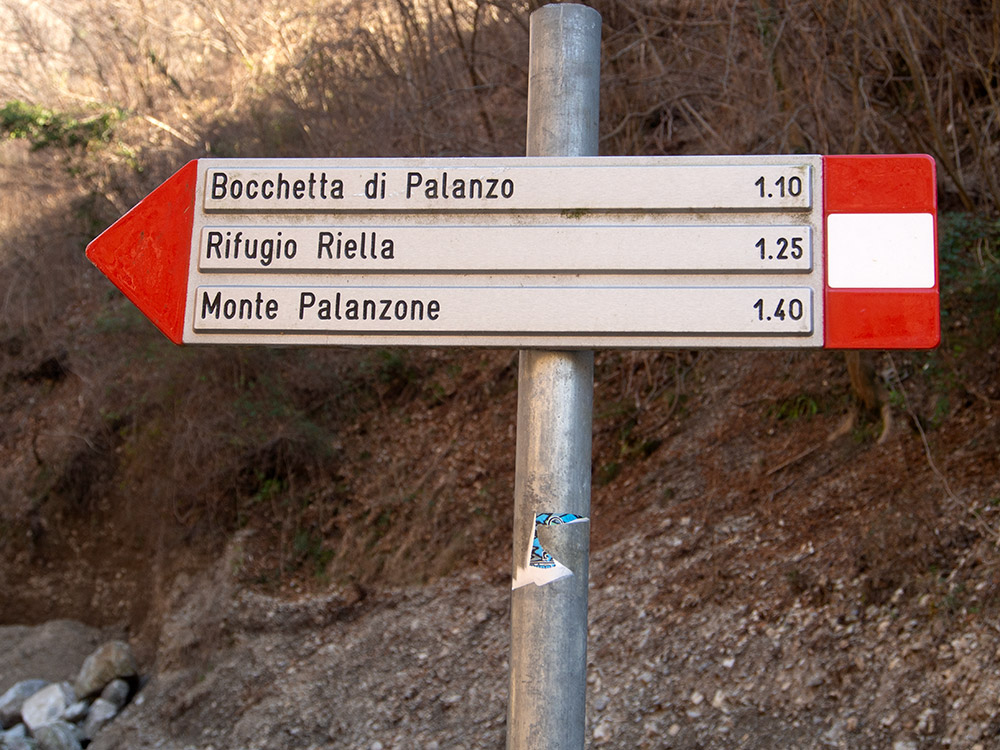 Bocchetta di Palanzo 1.10
Rifugio Riella 1.25
Monte Palanzone 1.40